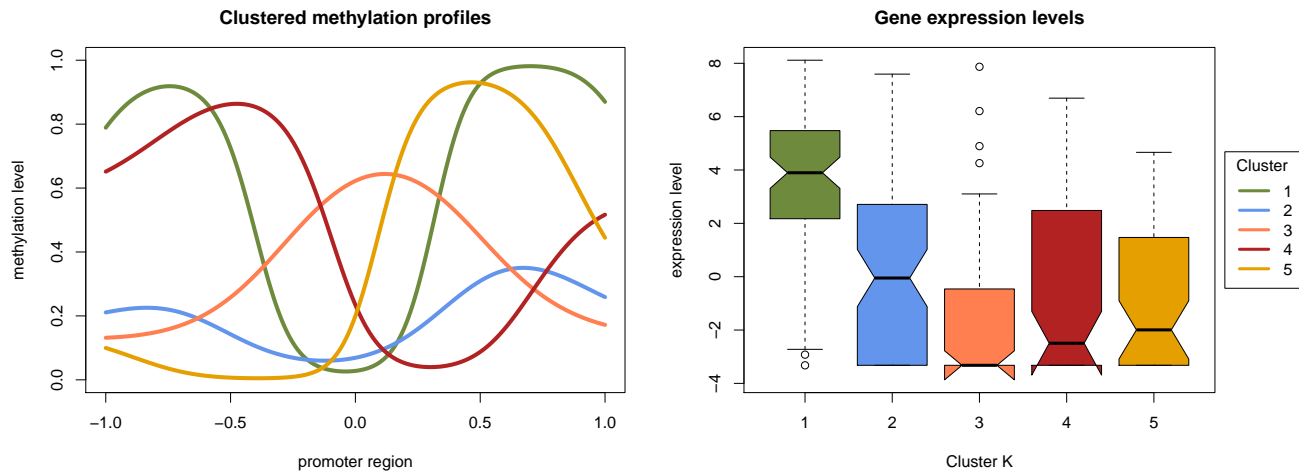 Clustered methylation profiles
methylation level
1.0
0.8
0.6
0.4
0.2
0.0
−1.0 −0.5 0.0 0.5 1.0
promoter region
Gene expression levels
expression level
8
6
4
2
0
−2
−4
1 2 3 4 5
Cluster K
Cluster
1
2
3
4
5